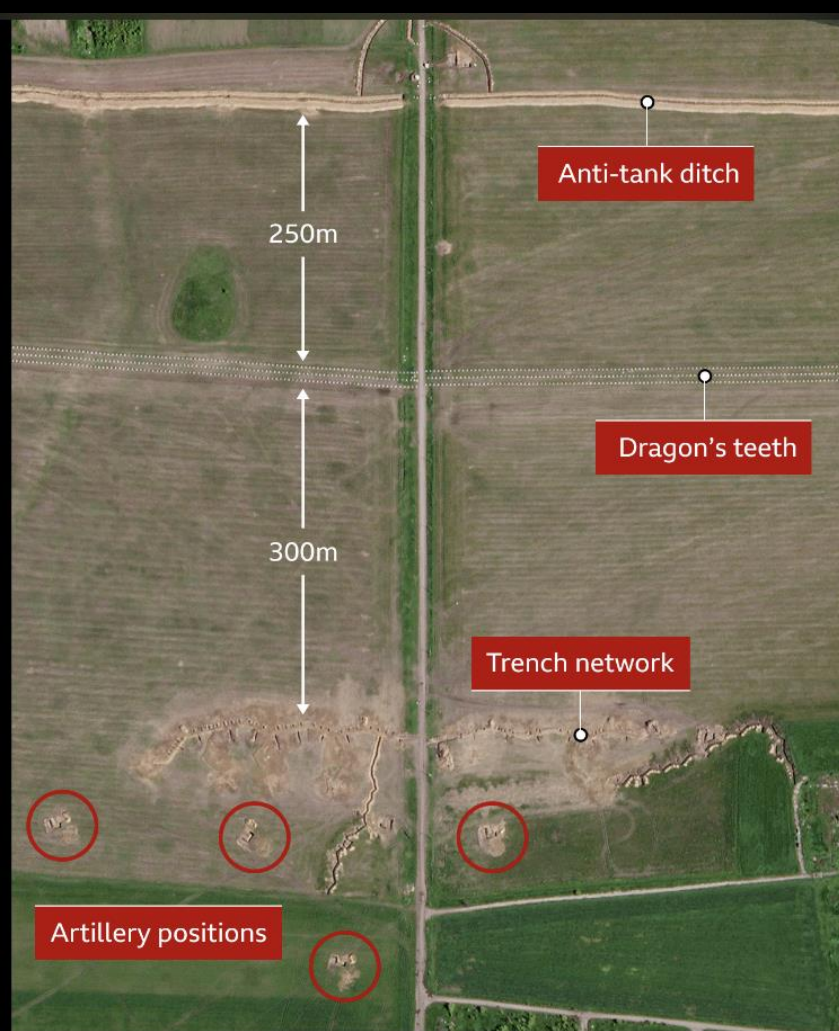 Anti-tank ditch
250m
Dragon's teeth
300m
Trench network
Artillery positions